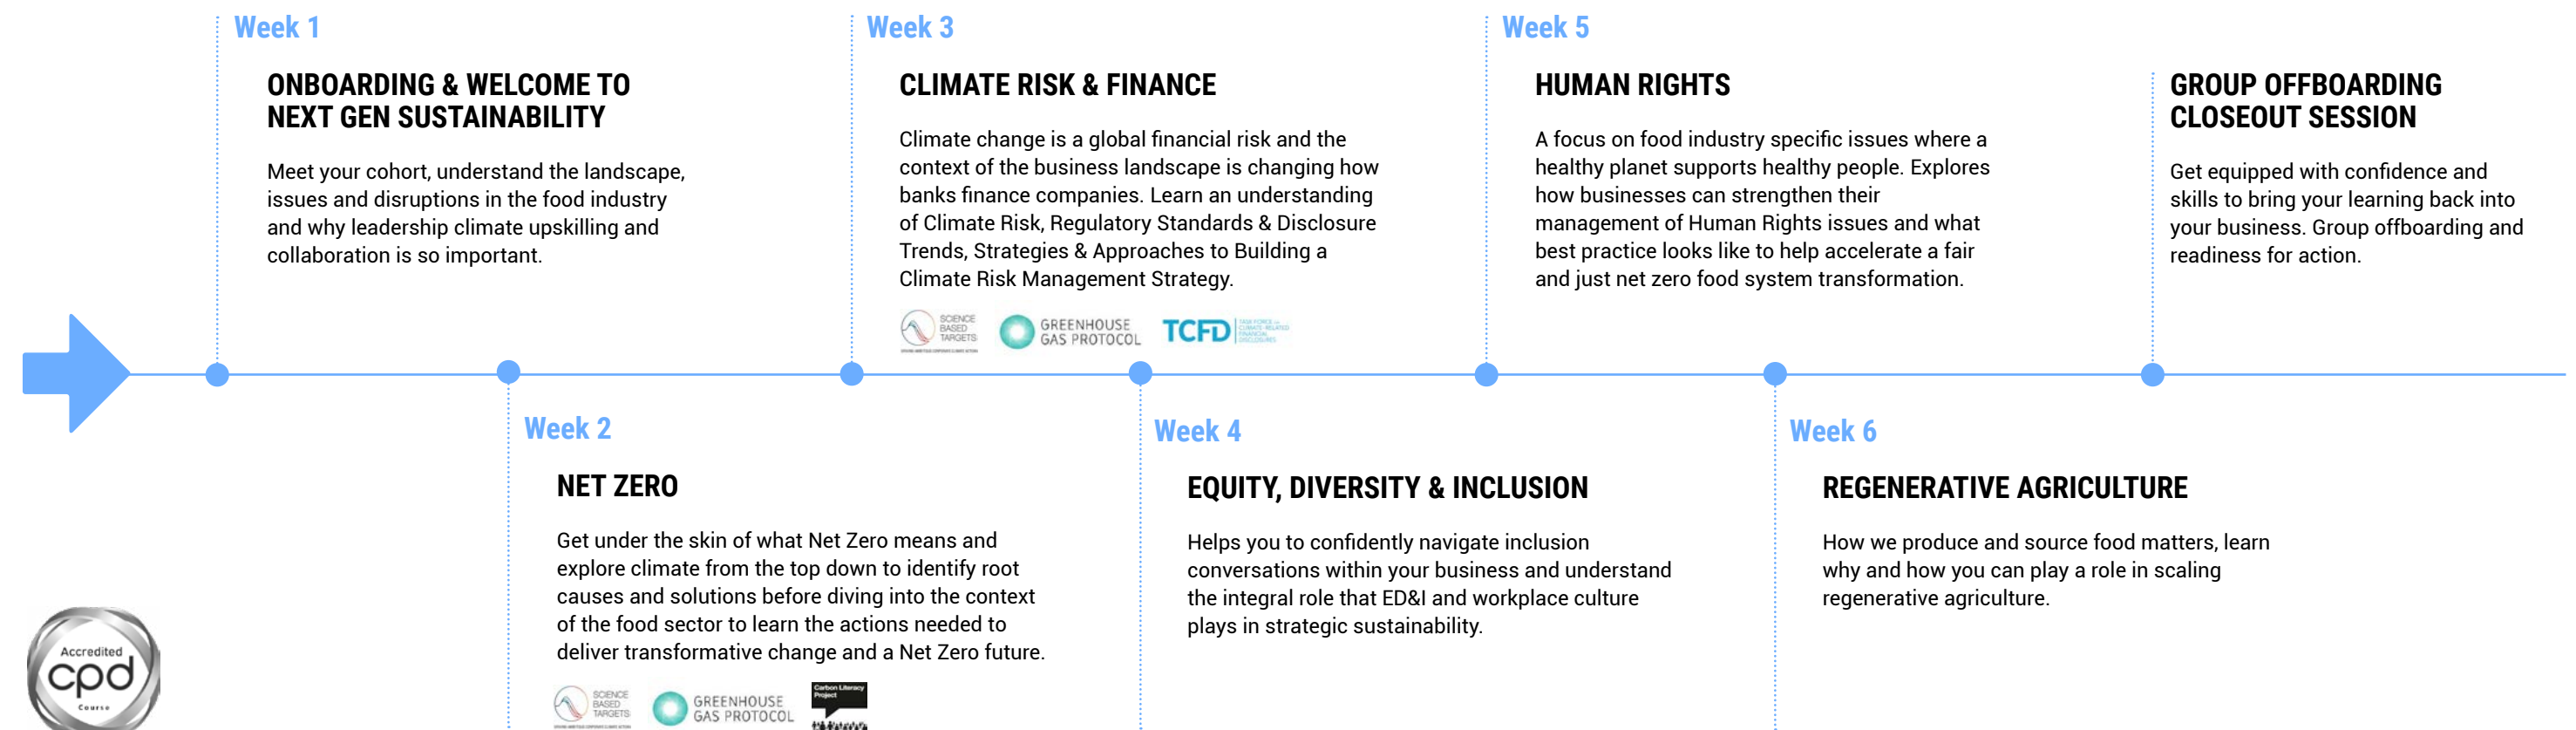 Week 1
ONBOARDING & WELCOME TO
NEXT GEN SUSTAINABILITY
Meet your cohort, understand the landscape,
issues and disruptions in the food industry
and why leadership climate upskilling and
collaboration is so important.
Week 2
NET ZERO
Get under the skin of what Net Zero means and
explore climate from the top down to identify root
causes and solutions before diving into the context
of the food sector to learn the actions needed to
deliver transformative change and a Net Zero future.
SCIENCE
BASED
TARGETS
GREENHOUSE
GAS PROTOCOL
Carbon Literacy
Project
Week 3
CLIMATE RISK & FINANCE
Climate change is a global financial risk and the
context of the business landscape is changing how
banks finance companies. Learn an understanding
of Climate Risk, Regulatory Standards & Disclosure
Trends, Strategies & Approaches to Building a
Climate Risk Management Strategy.
SCIENCE
BASED
TARGETS
GREENHOUSE
GAS PROTOCOL
TCFD
TASK FORCE ON
CLIMATE-RELATED
FINANCIAL
DISCLOSURES
Week 4
EQUITY, DIVERSITY & INCLUSION
Helps you to confidently navigate inclusion
conversations within your business and understand
the integral role that ED&I and workplace culture
plays in strategic sustainability.
Week 5
HUMAN RIGHTS
A focus on food industry specific issues where a
healthy planet supports healthy people. Explores
how businesses can strengthen their
management of Human Rights issues and what
best practice looks like to help accelerate a fair
and just net zero food system transformation.
Week 6
REGENERATIVE AGRICULTURE
How we produce and source food matters, learn
why and how you can play a role in scaling
regenerative agriculture.
GROUP OFFBOARDING
CLOSEOUT SESSION
Get equipped with confidence and
skills to bring your learning back into
your business. Group offboarding and
readiness for action.
Accredited
cpd
Course